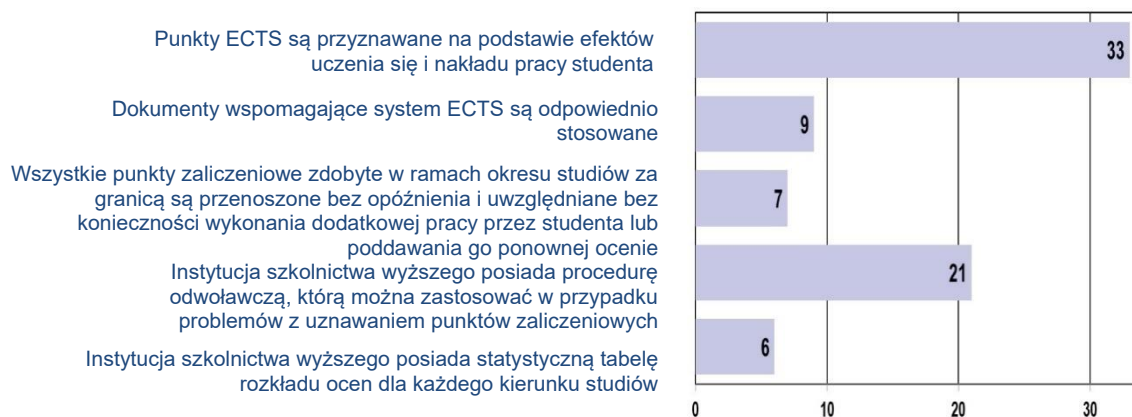 Punkty ECTS są przyznawane na podstawie efektów
uczenia się i nakładu pracy studenta
33
Dokumenty wspomagające system ECTS są odpowiednio
stosowane
9
Wszystkie punkty zaliczeniowe zdobyte w ramach okresu studiów za
granicą są przenoszone bez opóźnienia i uwzględniane bez
konieczności wykonania dodatkowej pracy przez studenta lub
poddawania go ponownej ocenie
7
Instytucja szkolnictwa wyższego posiada procedurę
odwoławczą, którą można zastosować w przypadku
problemów z uznawaniem punktów zaliczeniowych
21
Instytucja szkolnictwa wyższego posiada statystyczną tabelę
rozkładu ocen dla każdego kierunku studiów
6
0 10 20 30